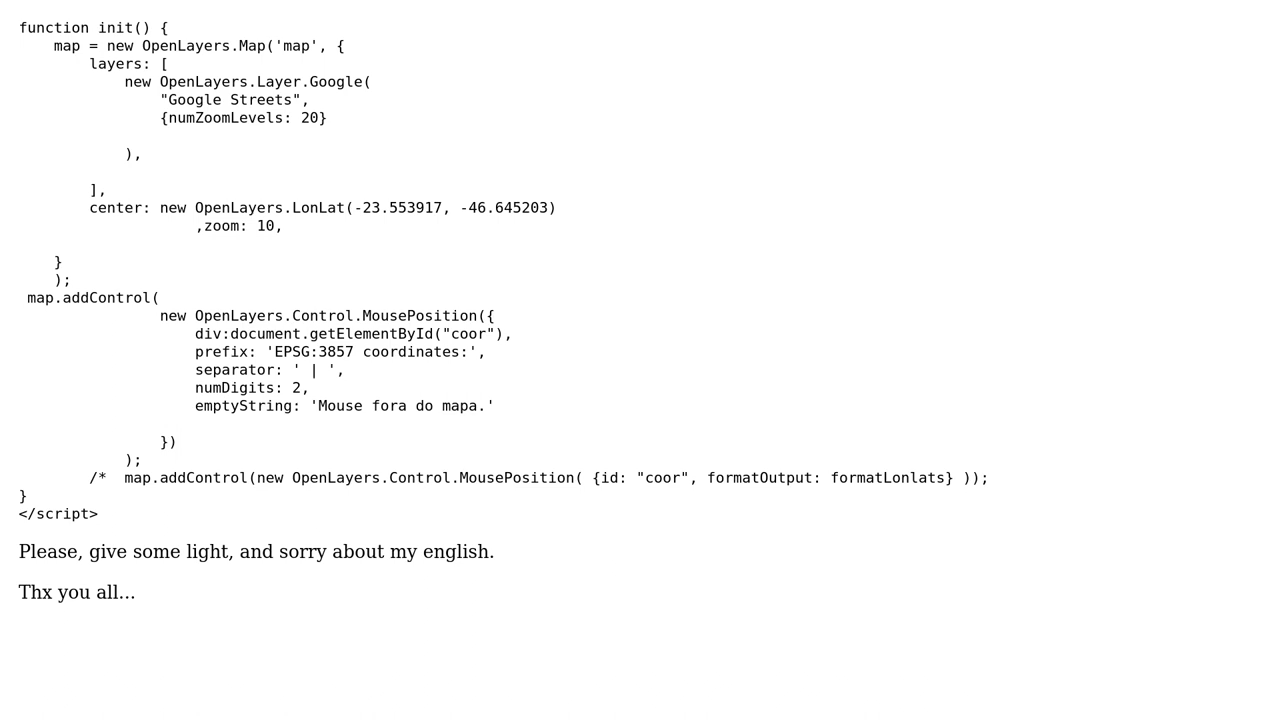 function init() {
    map = new OpenLayers.Map('map', {
        layers: [
            new OpenLayers.Layer.Google(
                "Google Streets",
                {numZoomLevels: 20}

            ),

        ],
        center: new OpenLayers.LonLat(-23.553917, -46.645203)
                    ,zoom: 10,

    }
    );
 map.addControl(
                new OpenLayers.Control.MousePosition({
                    div:document.getElementById("coor"),
                    prefix: 'EPSG:3857 coordinates:',
                    separator: ' | ',
                    numDigits: 2,
                    emptyString: 'Mouse fora do mapa.'

                })
            );
        /*  map.addControl(new OpenLayers.Control.MousePosition( {id: "coor", formatOutput: formatLonlats} ));
}
</script>
Please, give some light, and sorry about my english.
Thx you all...